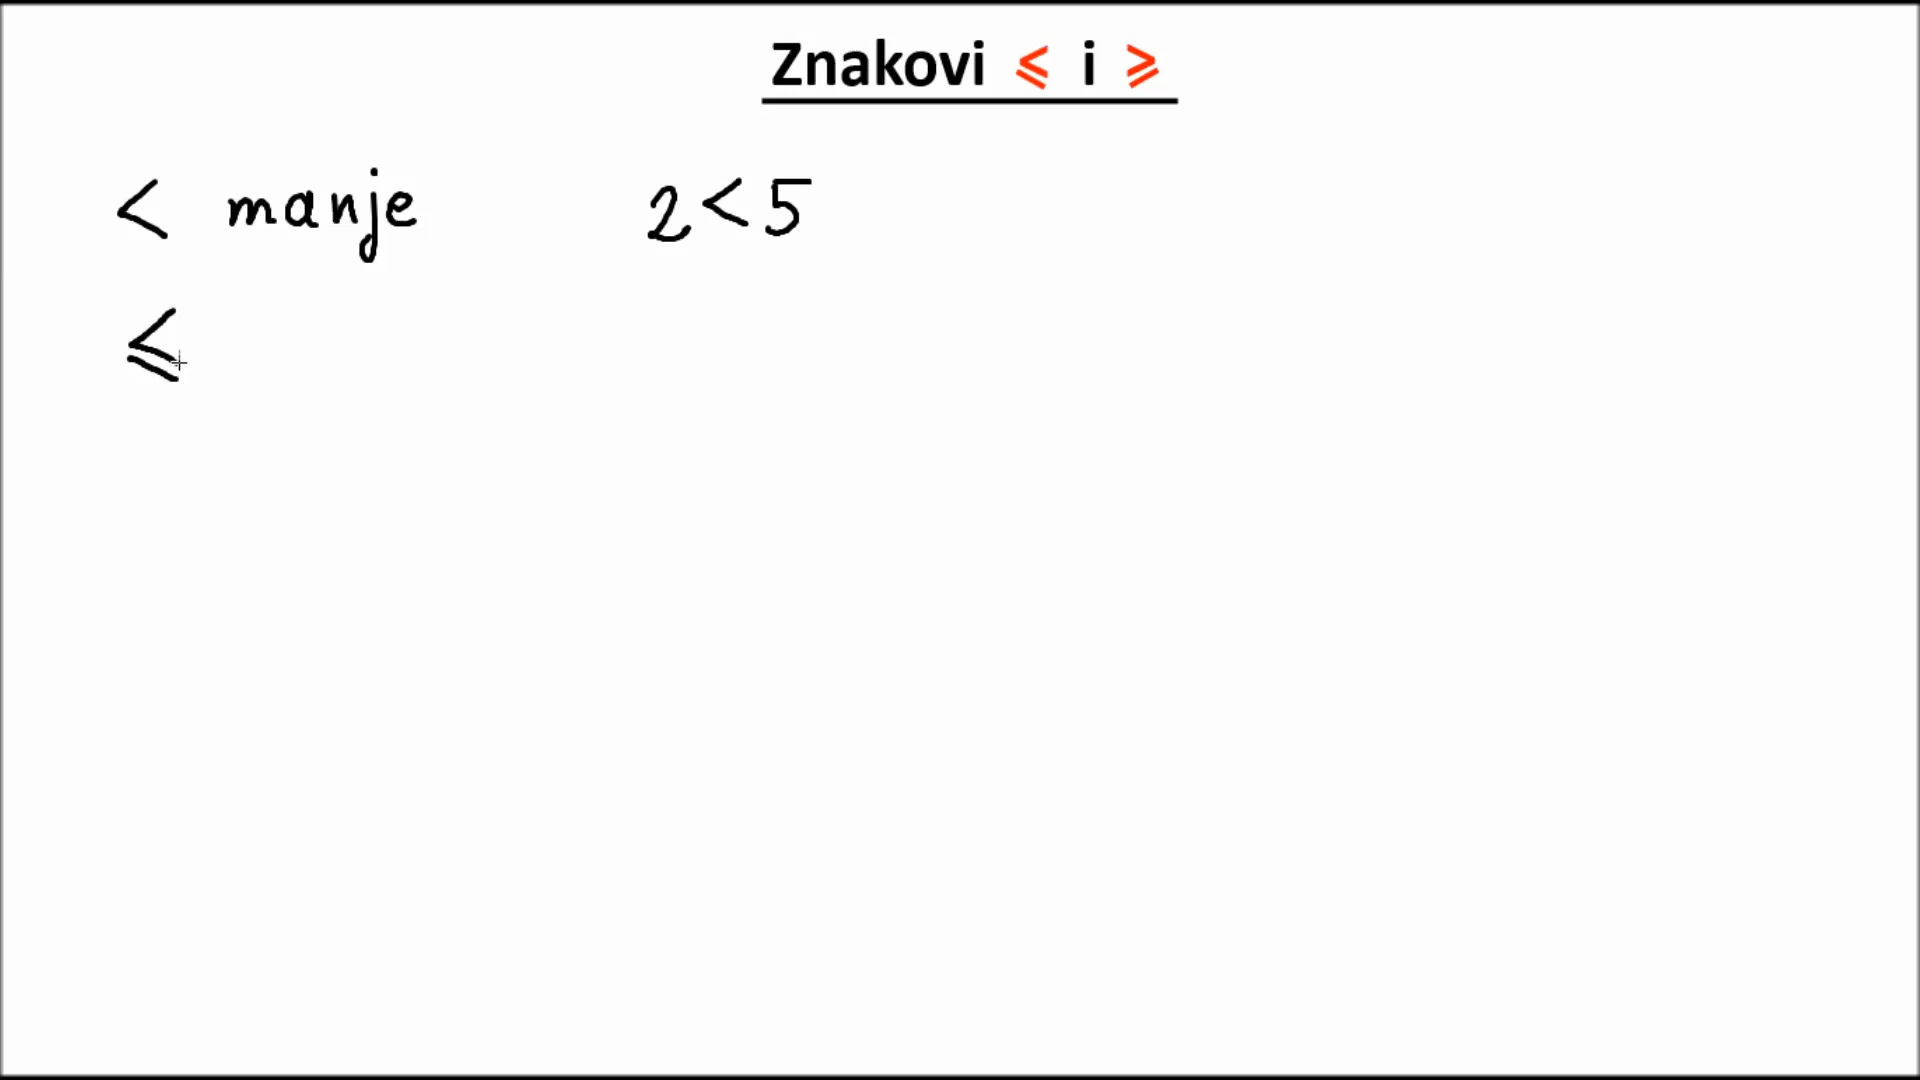 Znakovi ⩽ i ⩾
< manje 2 < 5
⩽